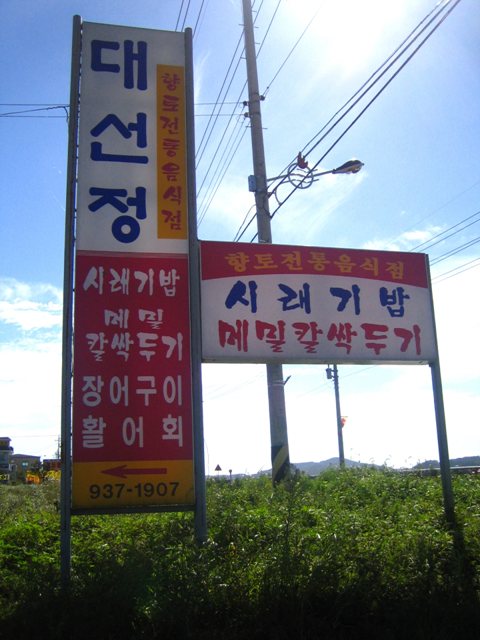 대선정
향토전통음식점
시래기밥
메밀
칼싹두기
장어구이
활어회
937-1907
향토전통음식점
시래기밥
메밀칼싹두기